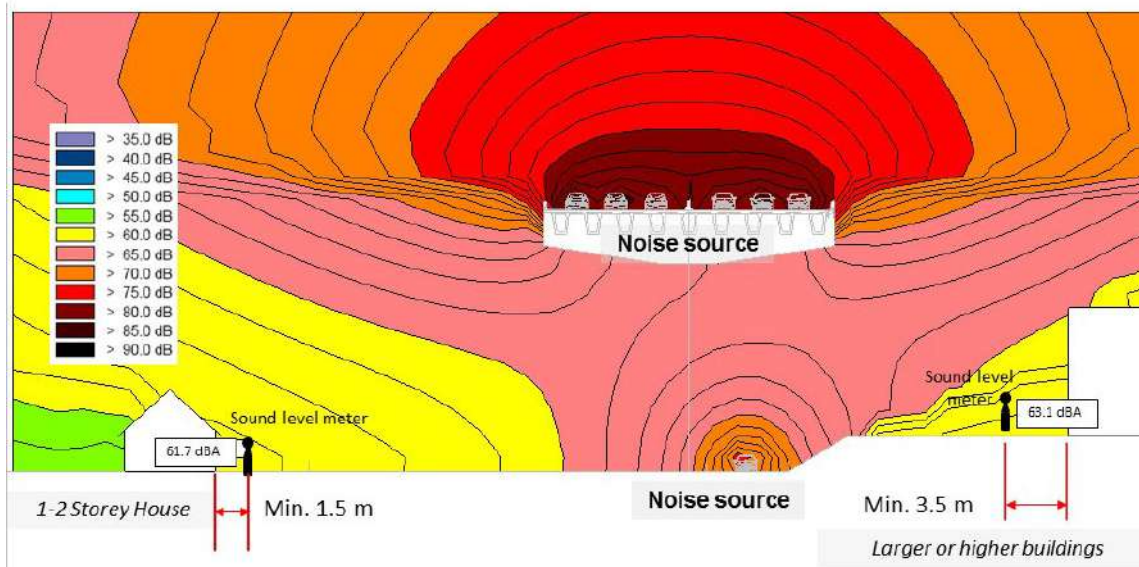 > 35.0 dB
> 40.0 dB
> 45.0 dB
> 50.0 dB
> 55.0 dB
> 60.0 dB
> 65.0 dB
> 70.0 dB
> 75.0 dB
> 80.0 dB
> 85.0 dB
> 90.0 dB
Noise source
Sound level
meter
63.1 dBA
Sound level meter
61.7 dBA
1-2 Storey House
Min. 1.5 m
Noise source
Min. 3.5 m
Larger or higher buildings